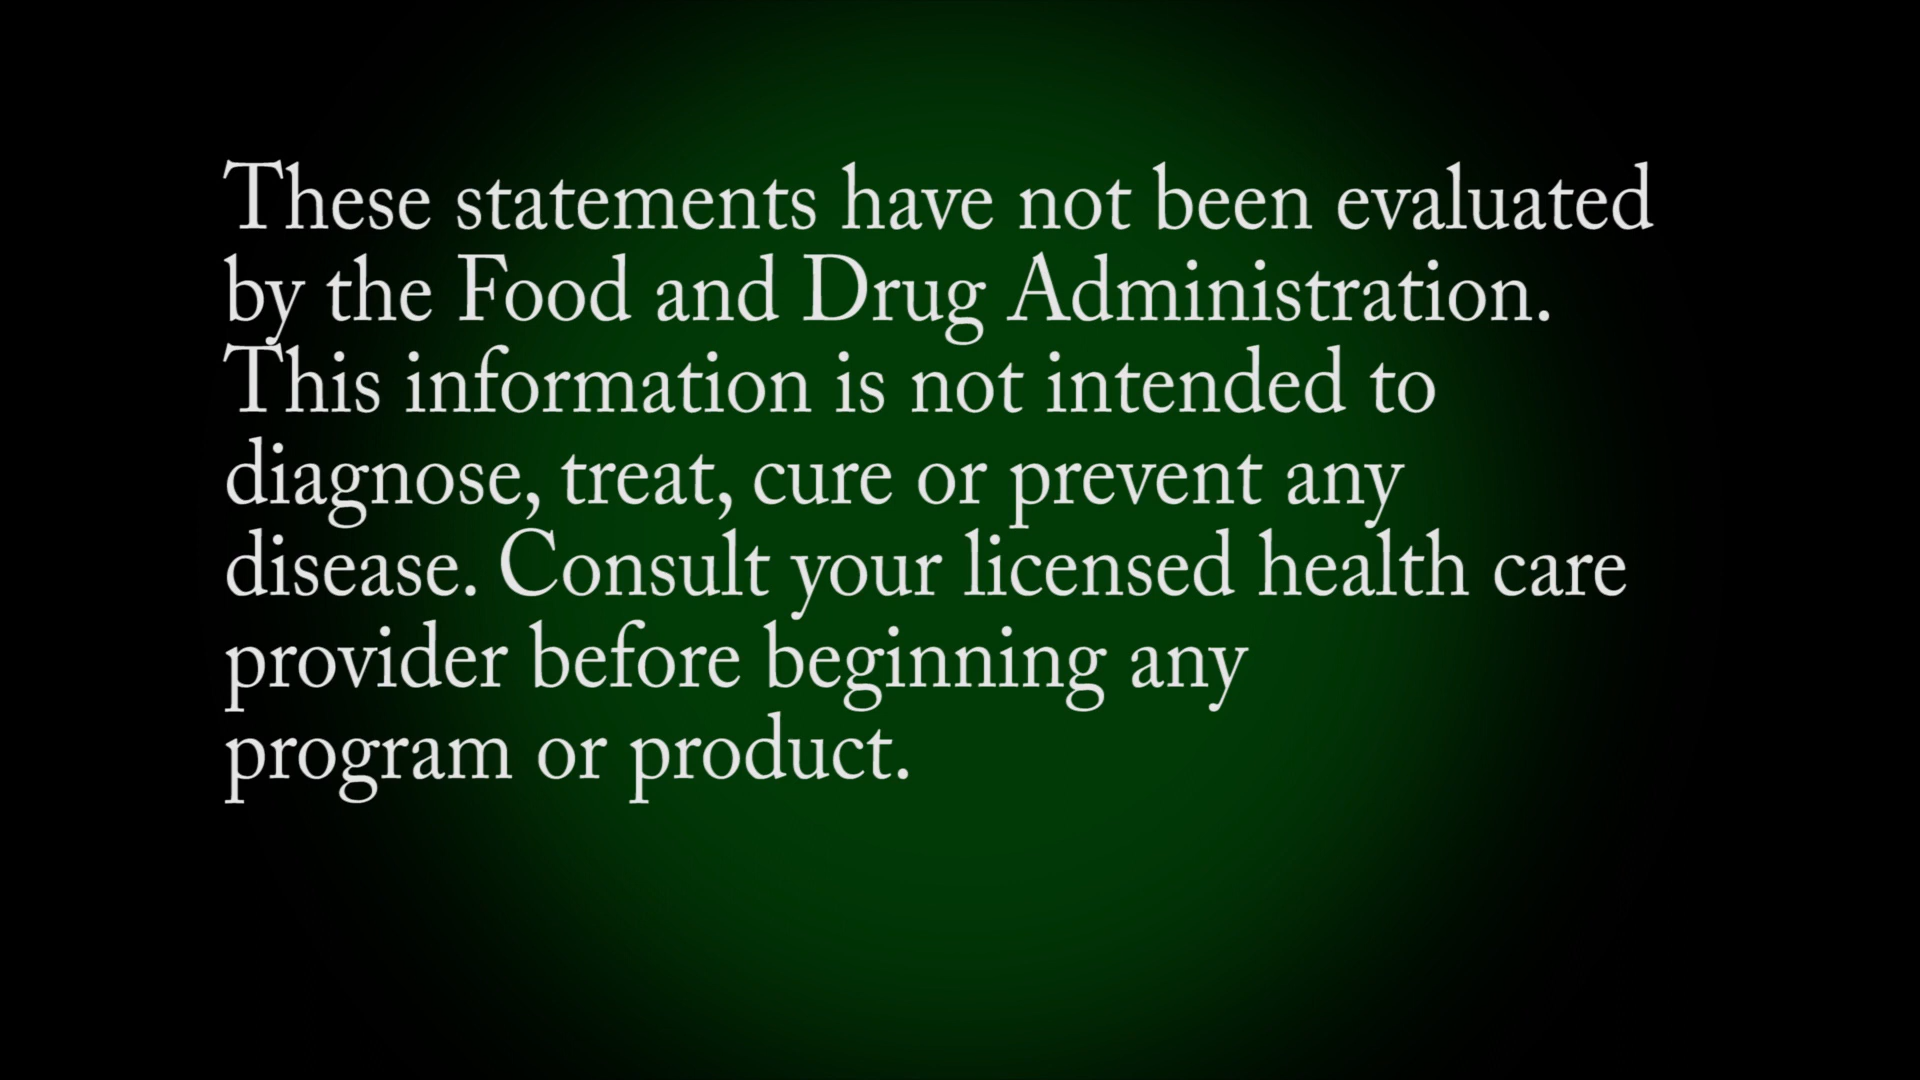 These statements have not been evaluated
by the Food and Drug Administration.
This information is not intended to
diagnose, treat, cure or prevent any
disease. Consult your licensed health care
provider before beginning any
program or product.